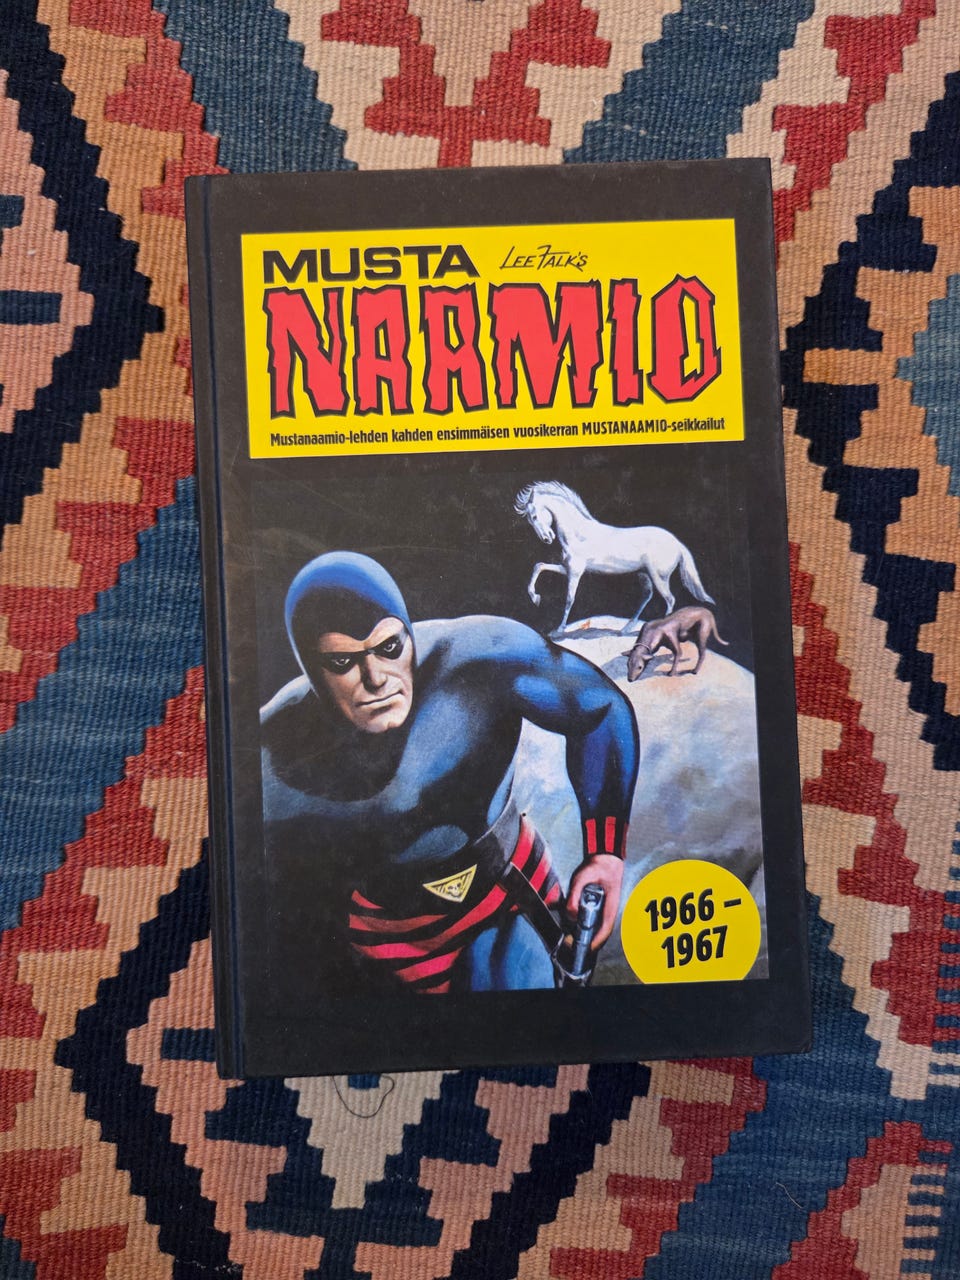 MUSTA LEE FALK'S
NAAMIO
Mustanaamio-lehden kahden ensimmäisen vuosikerran MUSTANAAMIO-seikkailut
1966 –
1967